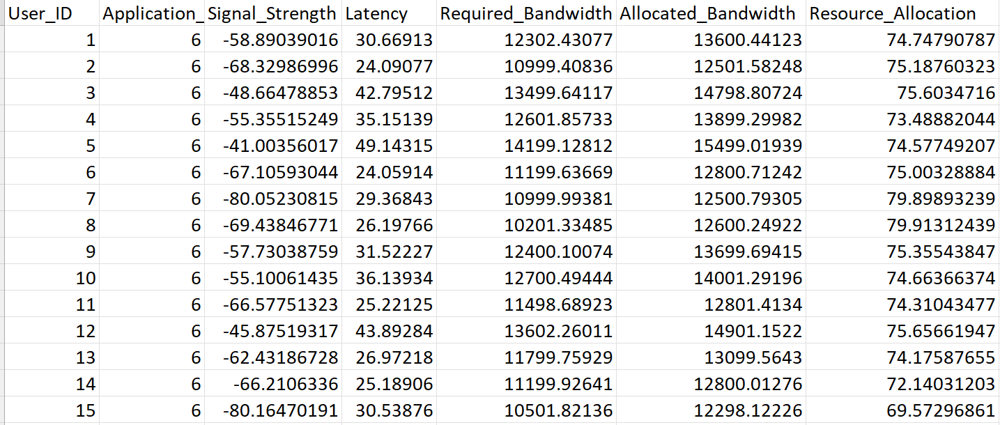 User_ID Application_ Signal_Strength Latency Required_Bandwidth Allocated_Bandwidth Resource_Allocation
1 6 -58.89039016 30.66913 12302.43077 13600.44123 74.74790787
2 6 -68.32986996 24.09077 10999.40836 12501.58248 75.18760323
3 6 -48.66478853 42.79512 13499.64117 14798.80724 75.6034716
4 6 -55.35515249 35.15139 12601.85733 13899.29982 73.48882044
5 6 -41.00356017 49.14315 14199.12812 15499.01939 74.57749207
6 6 -67.10593044 24.05914 11199.63669 12800.71242 75.00328884
7 6 -80.05230815 29.36843 10999.99381 12500.79305 79.89893239
8 6 -69.43846771 26.19766 10201.33485 12600.24922 79.91312439
9 6 -57.73038759 31.52227 12400.10074 13699.69415 75.35543847
10 6 -55.10061435 36.13934 12700.49444 14001.29196 74.66366374
11 6 -66.57751323 25.22125 11498.68923 12801.4134 74.31043477
12 6 -45.87519317 43.89284 13602.26011 14901.1522 75.65661947
13 6 -62.43186728 26.97218 11799.75929 13099.5643 74.17587655
14 6 -66.2106336 25.18906 11199.92641 12800.01276 72.14031203
15 6 -80.16470191 30.53876 10501.82136 12298.12226 69.57296861